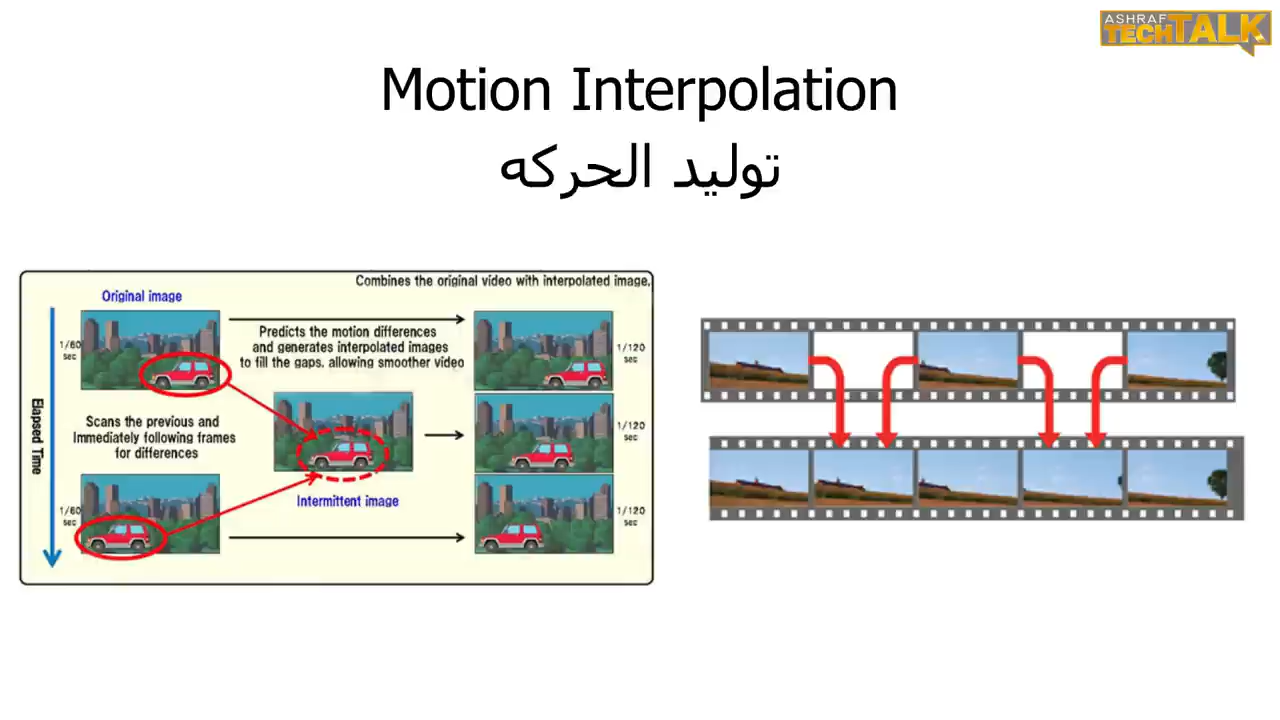 ASHRAF
TECHTALK
Motion Interpolation
توليد الحركه
Combines the original video with interpolated image.
Original image
1/60
sec
Predicts the motion differences
and generates interpolated images
to fill the gaps. allowing smoother video
1/120
sec
Elapsed Time
Scans the previous and
Immediately following frames
for differences
1/120
sec
Intermittent image
1/60
sec
1/120
sec